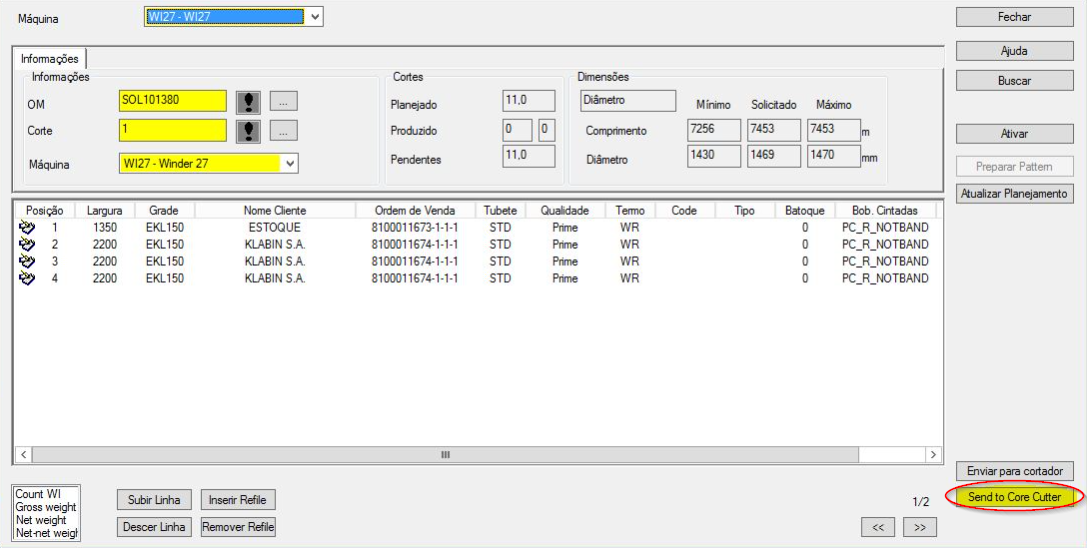 Máquina WI27 - WI27 Fechar
Informações Ajuda
Informações Cortes Dimensões Buscar
OM SOL101380 ... Planejado 11,0 Diâmetro Mínimo Solicitado Máximo
Corte 1 ... Produzido 0 0 Comprimento 7256 7453 7453 m Ativar
Máquina WI27 - Winder 27 Pendentes 11,0 Diâmetro 1430 1469 1470 mm Preparar Pattern
Atualizar Planejamento
Posição Largura Grade Nome Cliente Ordem de Venda Tubete Qualidade Termo Code Tipo Batoque Bob. Cintadas
1 1350 EKL150 ESTOQUE 8100011673-1-1-1 STD Prime WR 0 PC_R_NOTBAND
2 2200 EKL150 KLABIN S.A. 8100011674-1-1-1 STD Prime WR 0 PC_R_NOTBAND
3 2200 EKL150 KLABIN S.A. 8100011674-1-1-1 STD Prime WR 0 PC_R_NOTBAND
4 2200 EKL150 KLABIN S.A. 8100011674-1-1-1 STD Prime WR 0 PC_R_NOTBAND
Enviar para cortador
Count WI Subir Linha Inserir Refile 1/2 Send to Core Cutter
Gross weight
Net weight Descer Linha Remover Refile << >>
Net-net weigh